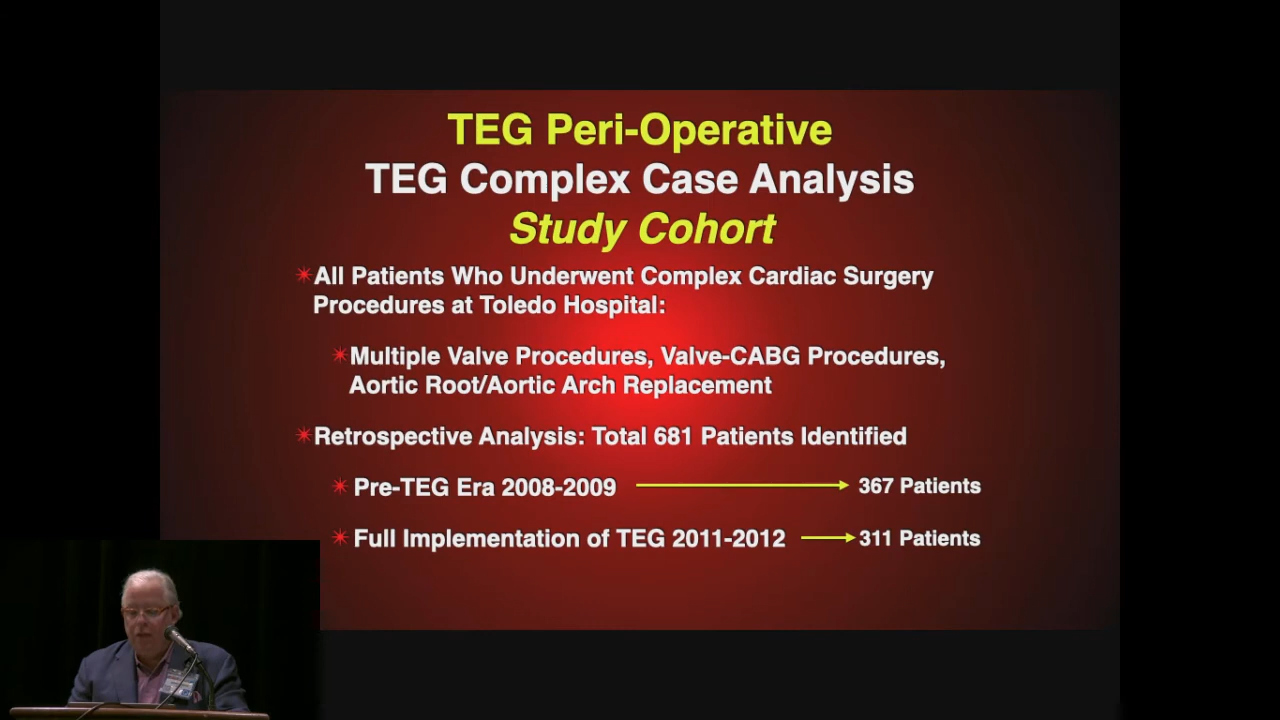 TEG Peri-Operative
TEG Complex Case Analysis
Study Cohort
All Patients Who Underwent Complex Cardiac Surgery
Procedures at Toledo Hospital:
Multiple Valve Procedures, Valve-CABG Procedures,
Aortic Root/Aortic Arch Replacement
Retrospective Analysis: Total 681 Patients Identified
Pre-TEG Era 2008-2009 367 Patients
Full Implementation of TEG 2011-2012 311 Patients